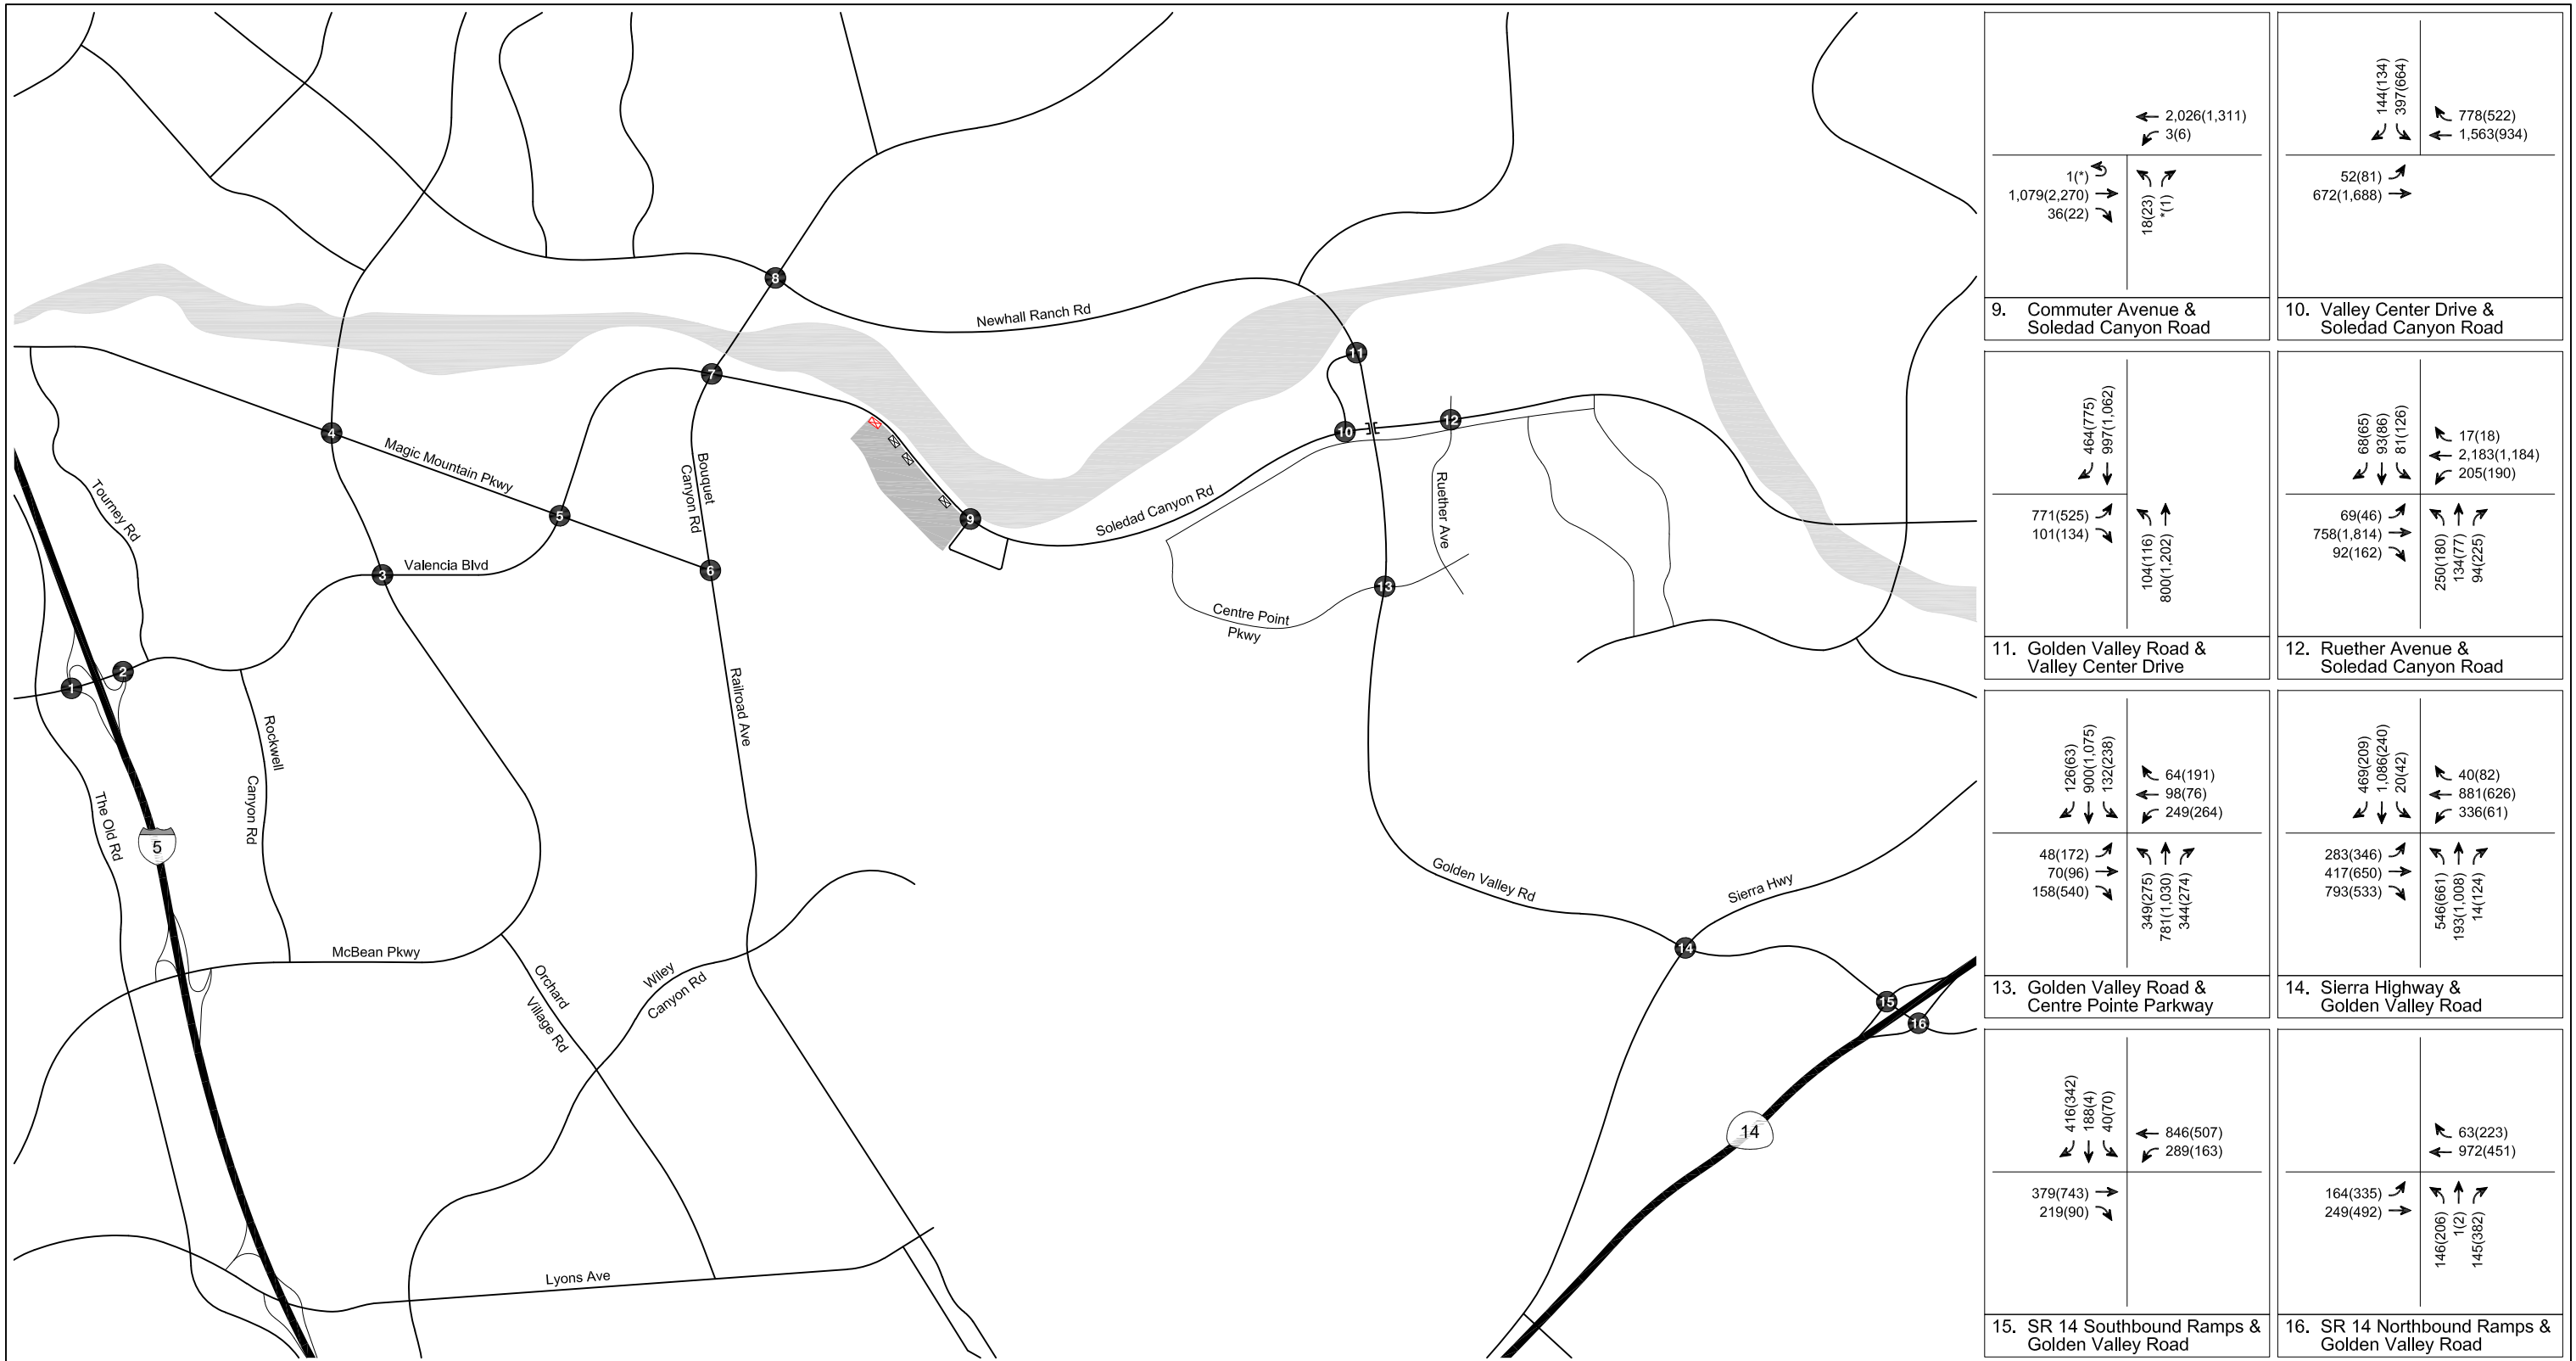 8
Newhall Ranch Rd
7
11
10
12
4
Magic Mountain Pkwy
Bouquet
Canyon Rd
Tourney Rd
5
9
Soledad Canyon Rd
Ruether Ave
3
Valencia Blvd
6
13
Centre Point
Pkwy
1
2
Rockwell
Canyon Rd
Railroad Ave
The Old Rd
5
Golden Valley Rd
Sierra Hwy
14
McBean Pkwy
Orchard
Village Rd
Wiley
Canyon Rd
15
16
14
Lyons Ave
2,026(1,311)
3(6)
1(*)
1,079(2,270)
36(22)
18(23)
*(1)
9. Commuter Avenue &
Soledad Canyon Road
144(134)
397(664)
778(522)
1,563(934)
52(81)
672(1,688)
10. Valley Center Drive &
Soledad Canyon Road
464(775)
997(1,062)
771(525)
101(134)
104(116)
800(1,202)
11. Golden Valley Road &
Valley Center Drive
68(65)
93(86)
81(126)
17(18)
2,183(1,184)
205(190)
69(46)
758(1,814)
92(162)
250(180)
134(77)
94(225)
12. Ruether Avenue &
Soledad Canyon Road
126(63)
900(1,075)
132(238)
64(191)
98(76)
249(264)
48(172)
70(96)
158(540)
349(275)
781(1,030)
344(274)
13. Golden Valley Road &
Centre Pointe Parkway
469(209)
1,086(240)
20(42)
40(82)
881(626)
336(61)
283(346)
417(650)
793(533)
546(661)
193(1,008)
14(124)
14. Sierra Highway &
Golden Valley Road
416(342)
188(4)
40(70)
846(507)
289(163)
379(743)
219(90)
15. SR 14 Southbound Ramps &
Golden Valley Road
63(223)
972(451)
164(335)
249(492)
146(206)
1(2)
145(382)
16. SR 14 Northbound Ramps &
Golden Valley Road